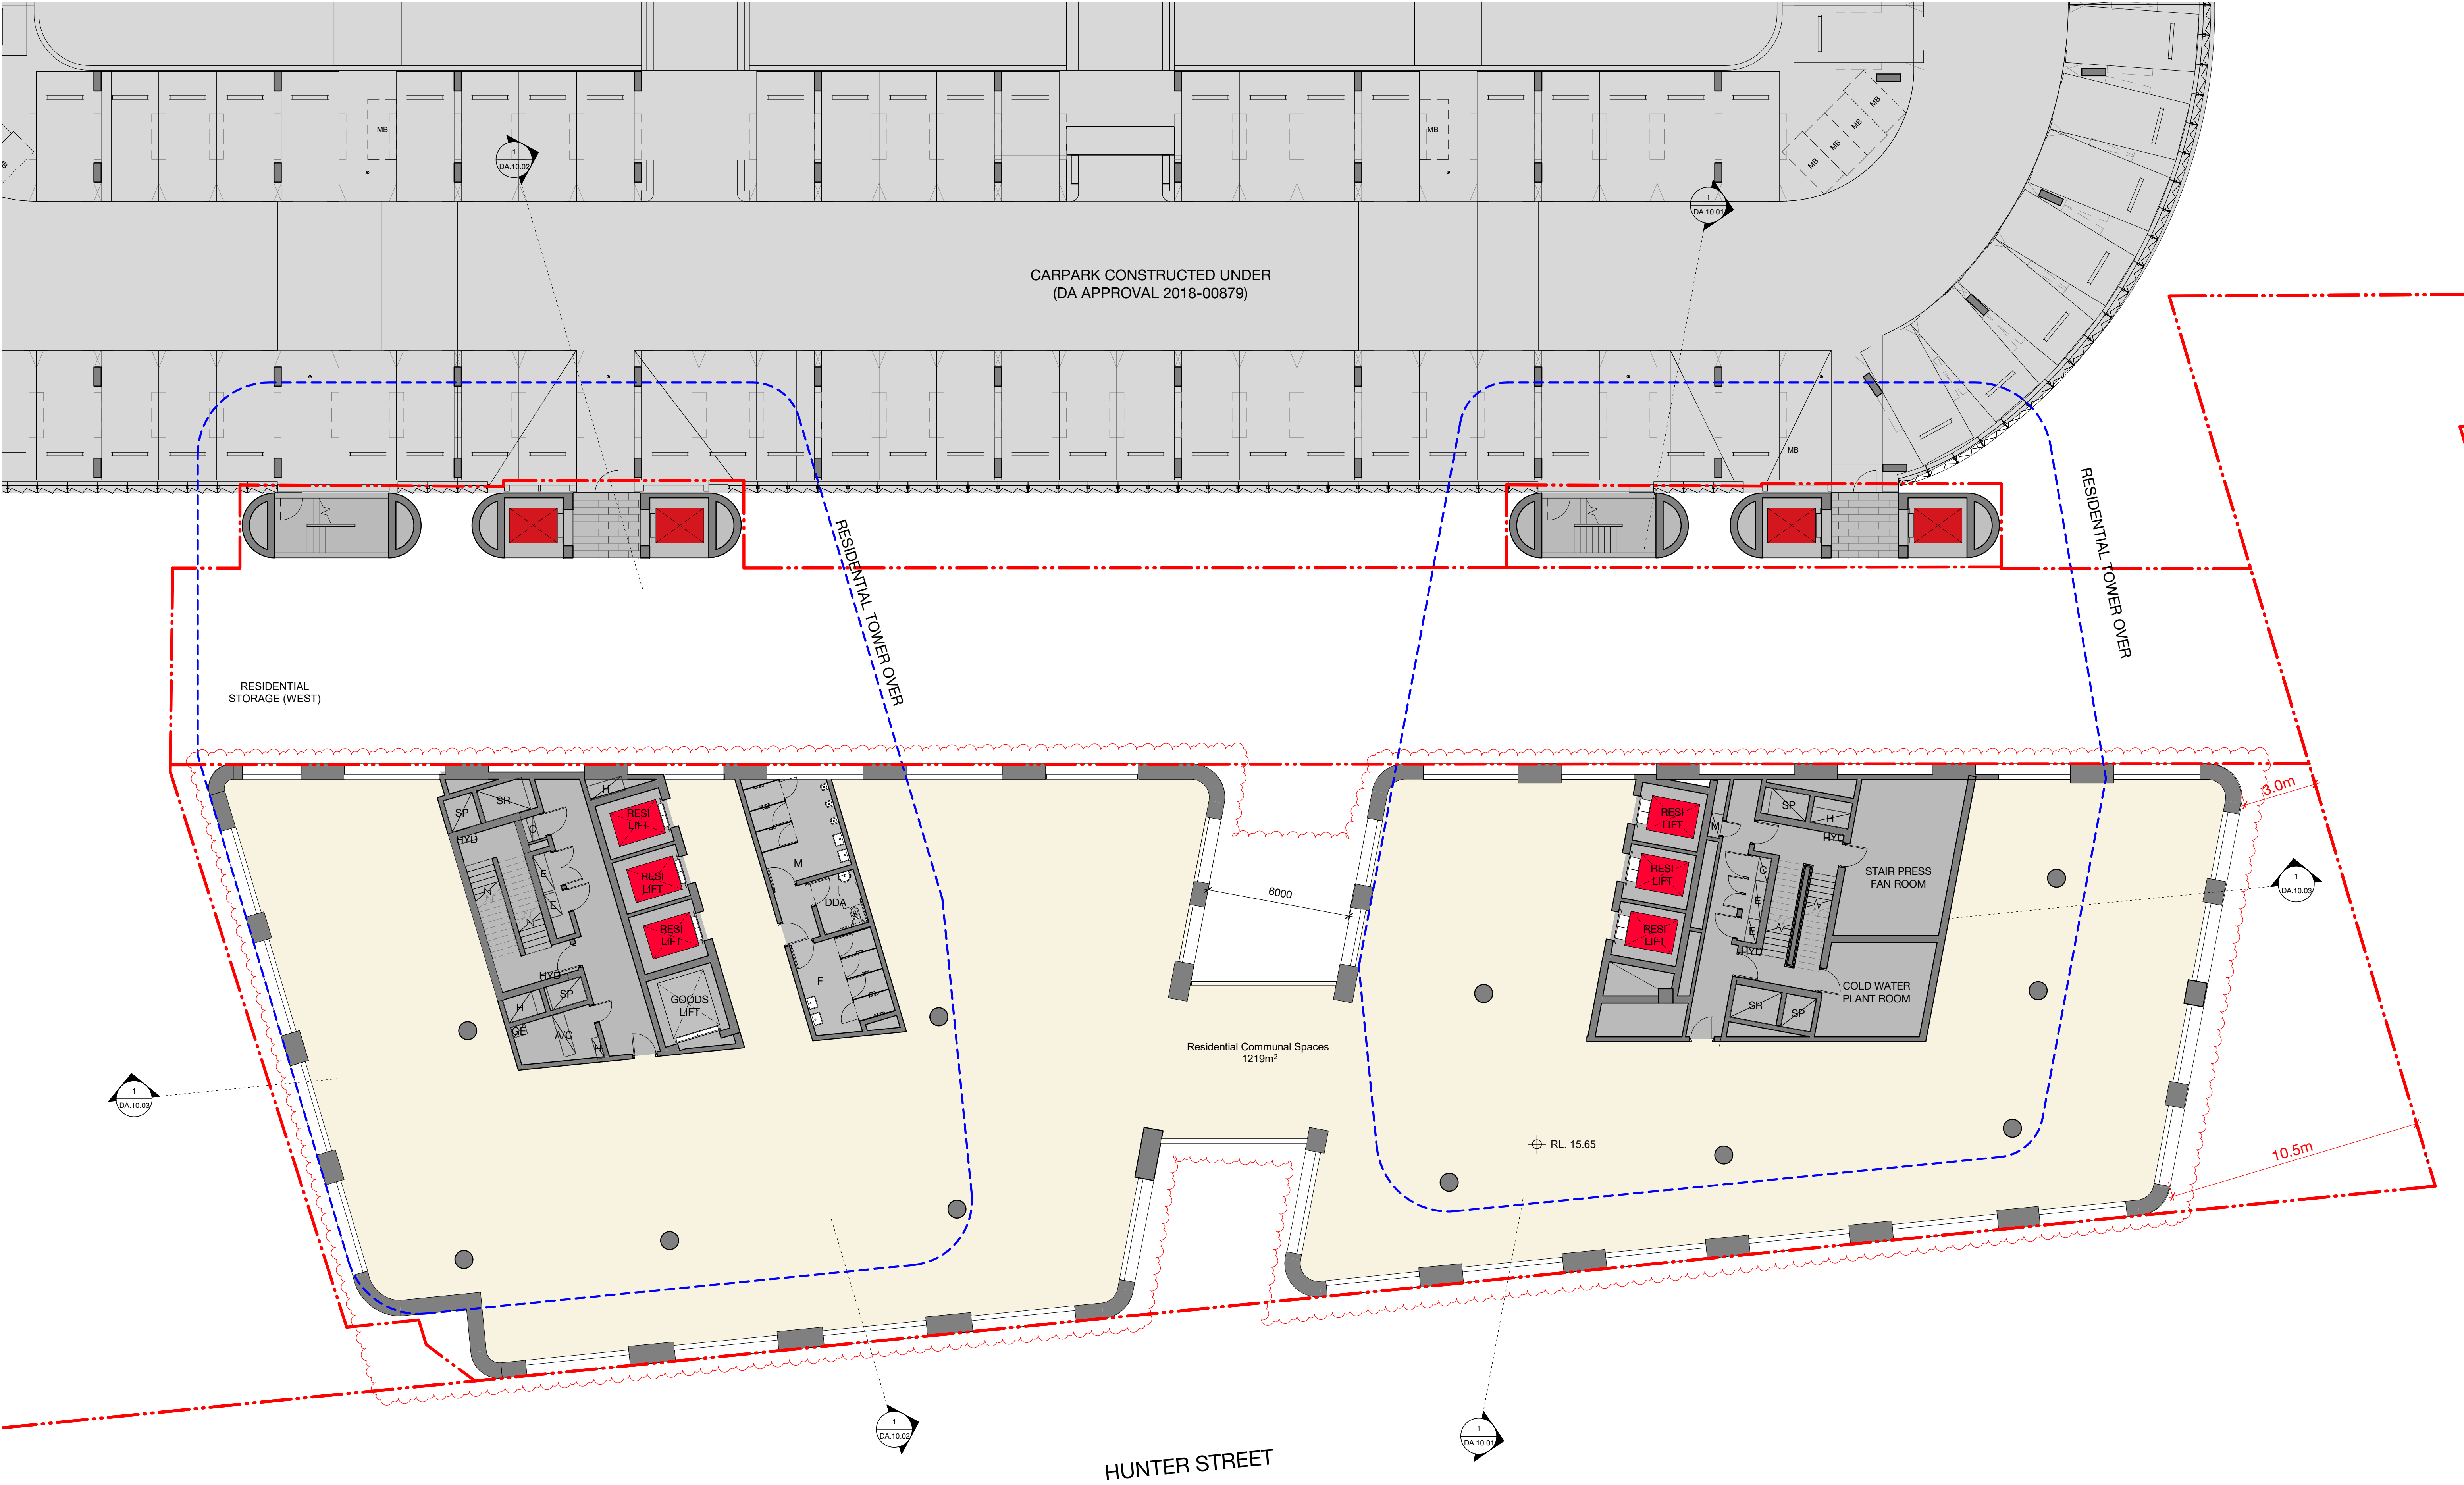 MB
MB
MB
MB
MB
MB
MB
1
DA.10.02
1
DA.10.01
CARPARK CONSTRUCTED UNDER
(DA APPROVAL 2018-00879)
MB
RESIDENTIAL TOWER OVER
RESIDENTIAL TOWER OVER
RESIDENTIAL
STORAGE (WEST)
3.0m
SR
SP
HYD
C
H
E
E
RESI
LIFT
RESI
LIFT
RESI
LIFT
M
DDA
F
HYD
SP
H
GE
A/C
H
GOODS
LIFT
6000
RESI
LIFT
RESI
LIFT
RESI
LIFT
M
SP
H
HYD
C
E
E
HYD
SR
SP
STAIR PRESS
FAN ROOM
COLD WATER
PLANT ROOM
1
DA.10.03
Residential Communal Spaces
1219m²
1
DA.10.03
RL. 15.65
10.5m
1
DA.10.02
1
DA.10.01
HUNTER STREET